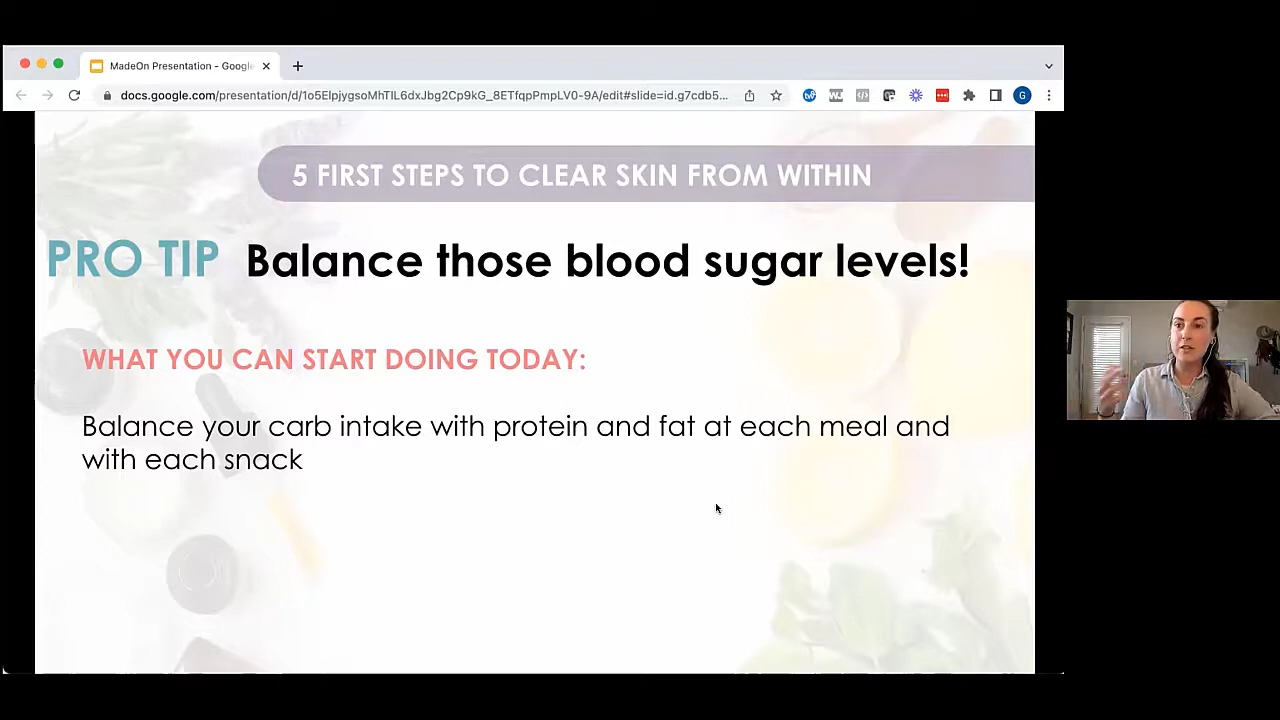 MadeOn Presentation - Google
docs.google.com/presentation/d/1o5ElpjygsoMhTlL6dxJbg2Cp9kG_8ETfqpPmpLV0-9A/edit#slide=id.g7cdb5...
G
5 FIRST STEPS TO CLEAR SKIN FROM WITHIN
PRO TIP Balance those blood sugar levels!
WHAT YOU CAN START DOING TODAY:
Balance your carb intake with protein and fat at each meal and
with each snack